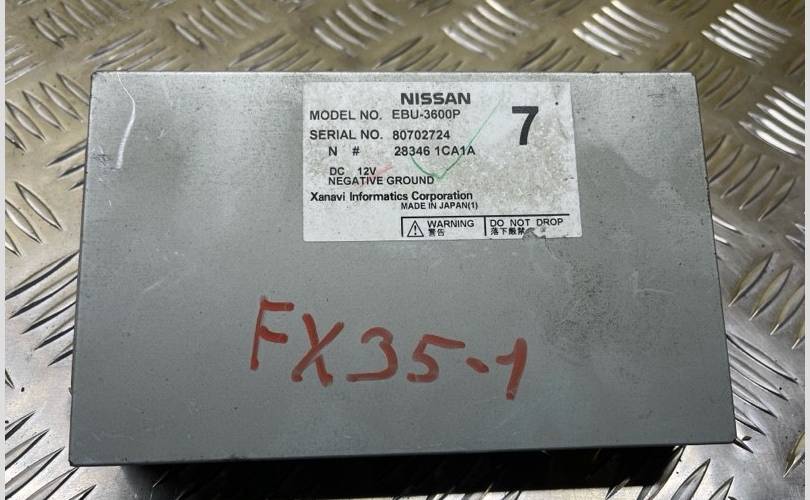 NISSAN
MODEL NO. EBU-3600P
7
SERIAL NO. 80702724
N # 28346 1CA1A
DC 12V
NEGATIVE GROUND
Xanavi Informatics Corporation
MADE IN JAPAN(1)
WARNING
警告
DO NOT DROP
落下厳禁
FX35-1